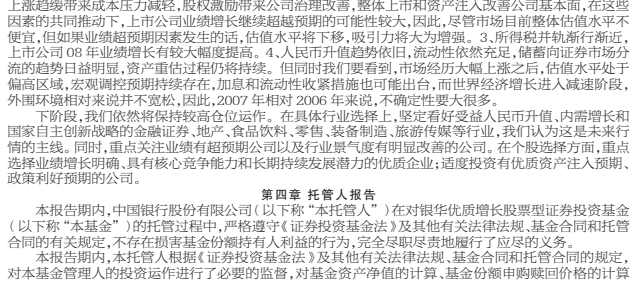 上涨趋缓带来成本压力减轻,股权激励带来公司治理改善,整体上市和资产注入改善公司基本面,在这些
因素的共同推动下,上市公司业绩增长继续超越预期的可能性较大,因此,尽管市场目前整体估值水平不
便宜,但如果业绩超预期因素发生的话,估值水平将下移,吸引力将大为增强。3、所得税并轨渐行渐近,
上市公司 08 年业绩增长有较大幅度提高。4、人民币升值趋势依旧,流动性依然充足,储蓄向证券市场分
流的趋势日益明显,资产重估过程仍将持续。但同时我们要看到,市场经历大幅上涨之后,估值水平处于
偏高区域,宏观调控预期持续存在,加息和流动性收紧措施也可能出台,而世界经济增长进入减速阶段,
外围环境相对来说并不宽松,因此,2007 年相对 2006 年来说,不确定性要大很多。
下阶段,我们依然将保持较高仓位运作。在具体行业选择上,坚定看好受益人民币升值、内需增长和
国家自主创新战略的金融证券、地产、食品饮料、零售、装备制造、旅游传媒等行业,我们认为这是未来行
情的主线。同时,重点关注业绩有超预期公司以及行业景气度有明显改善的公司。在个股选择方面,重点
选择业绩增长明确、具有核心竞争能力和长期持续发展潜力的优质企业;适度投资有优质资产注入预期、
政策利好预期的公司。
第四章 托管人报告
本报告期内,中国银行股份有限公司(以下称“本托管人”)在对银华优质增长股票型证券投资基金
(以下称“本基金”)的托管过程中,严格遵守《证券投资基金法》及其他有关法律法规、基金合同和托管
合同的有关规定,不存在损害基金份额持有人利益的行为,完全尽职尽责地履行了应尽的义务。
本报告期内,本托管人根据《证券投资基金法》及其他有关法律法规、基金合同和托管合同的规定,
对本基金管理人的投资运作进行了必要的监督,对基金资产净值的计算、基金份额申购赎回价格的计算